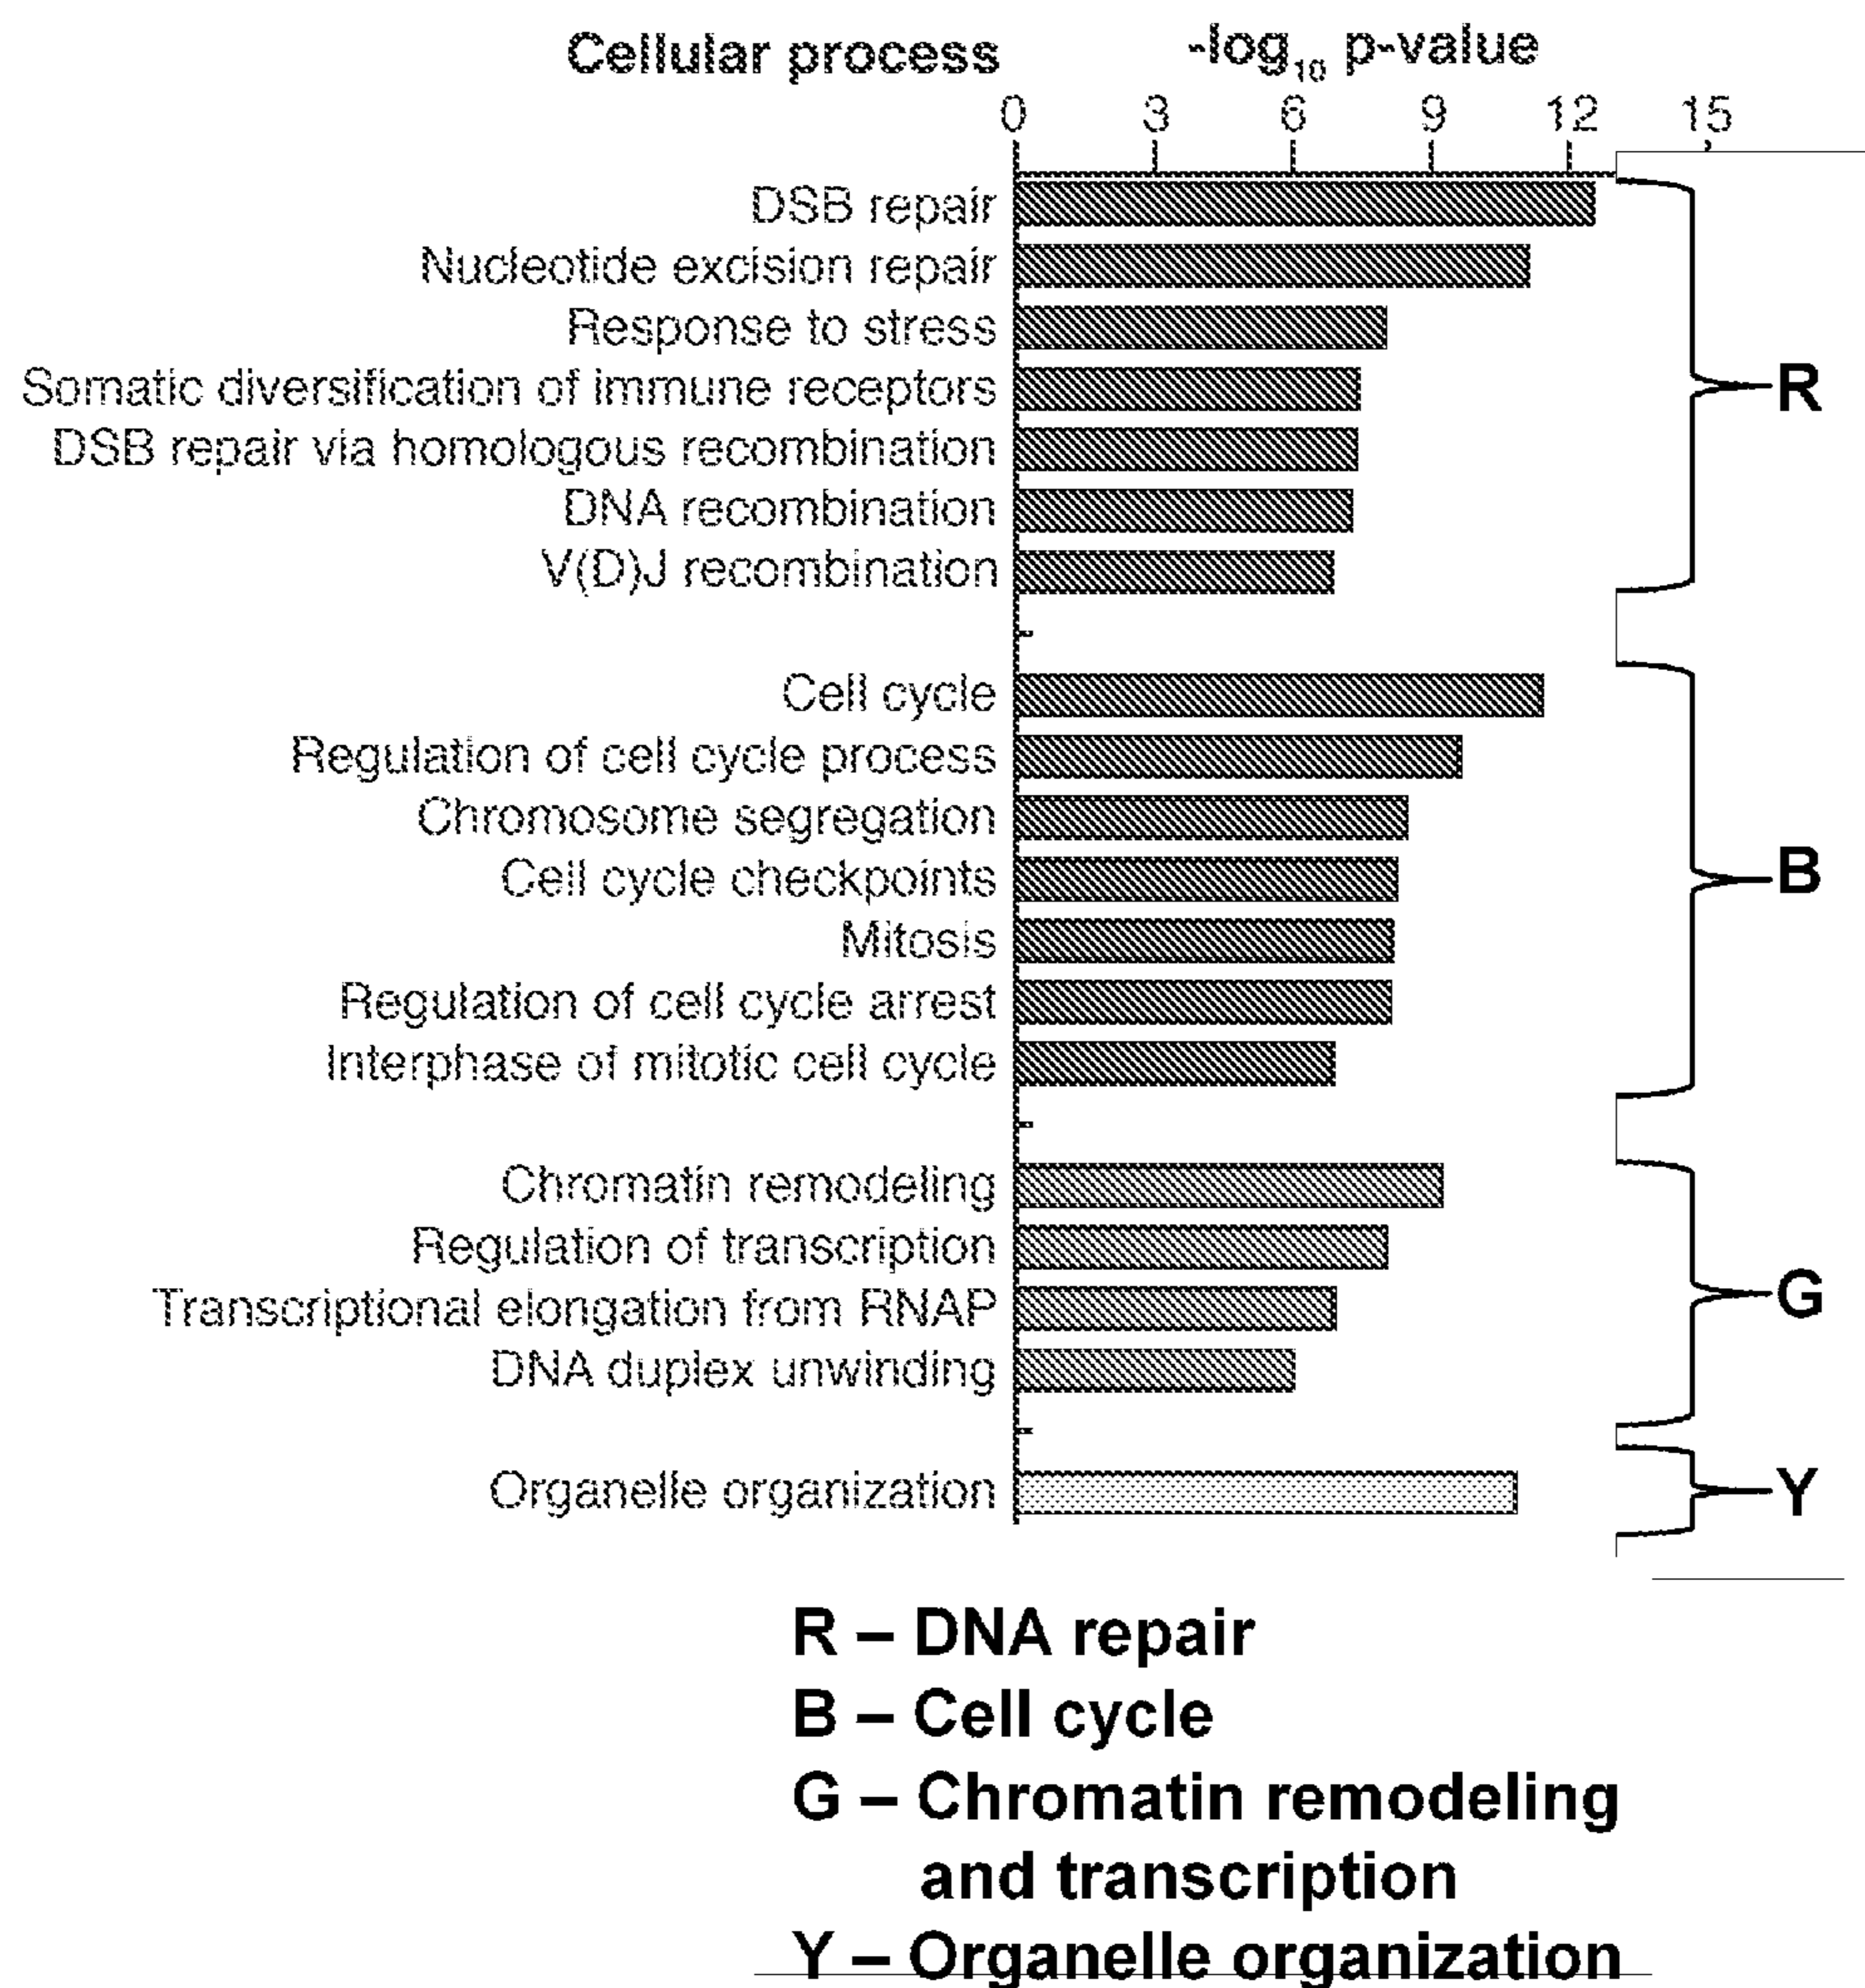 Cellular process -log10 p-value
0 3 6 9 12 15
DSB repair
Nucleotide excision repair
Response to stress
Somatic diversification of immune receptors
R
DSB repair via homologous recombination
DNA recombination
V(D)J recombination
Cell cycle
Regulation of cell cycle process
Chromosome segregation
Cell cycle checkpoints
B
Mitosis
Regulation of cell cycle arrest
Interphase of mitotic cell cycle
Chromatin remodeling
Regulation of transcription
Transcriptional elongation from RNAP
G
DNA duplex unwinding
Organelle organization
Y
R – DNA repair
B – Cell cycle
G – Chromatin remodeling
and transcription
Y – Organelle organization